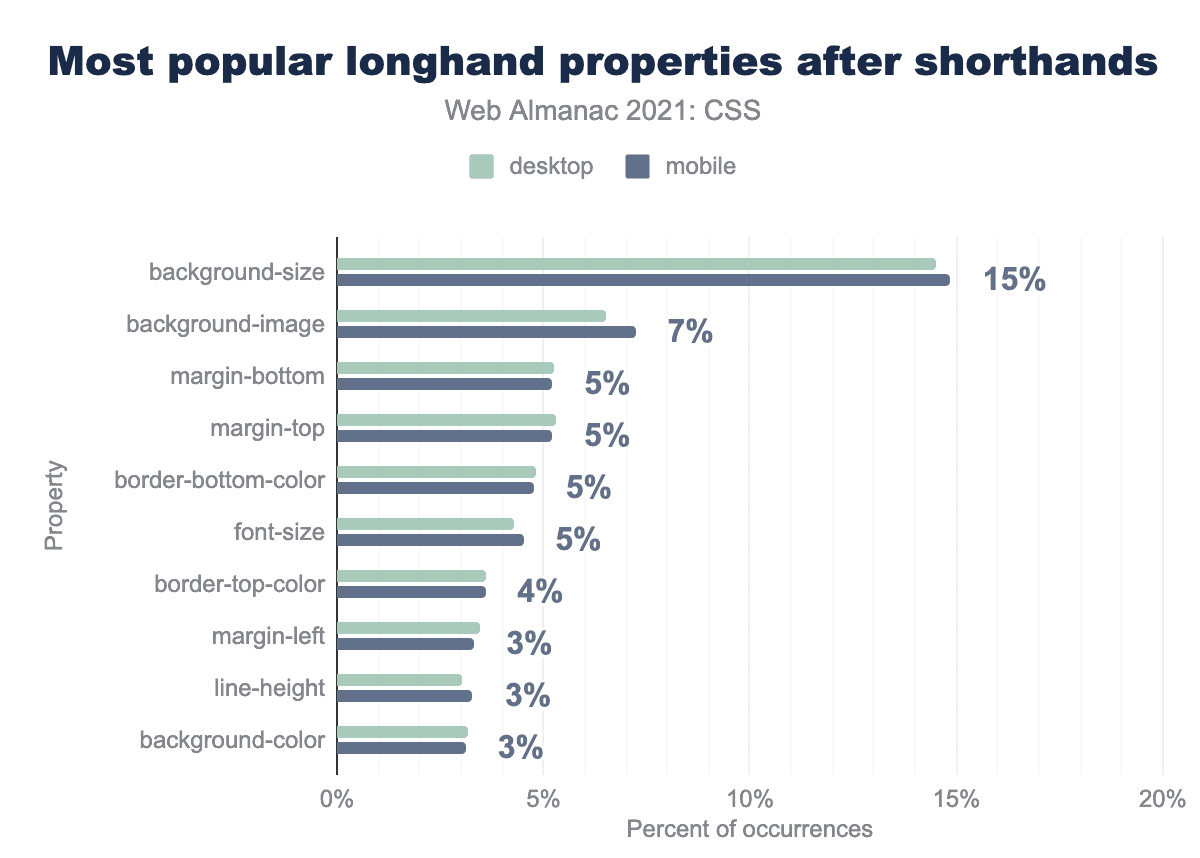 Most popular longhand properties after shorthands
Web Almanac 2021: CSS
desktop mobile
background-size 15%
background-image 7%
margin-bottom 5%
margin-top 5%
border-bottom-color 5%
font-size 5%
border-top-color 4%
margin-left 3%
line-height 3%
background-color 3%
Property
0% 5% 10% 15% 20%
Percent of occurrences